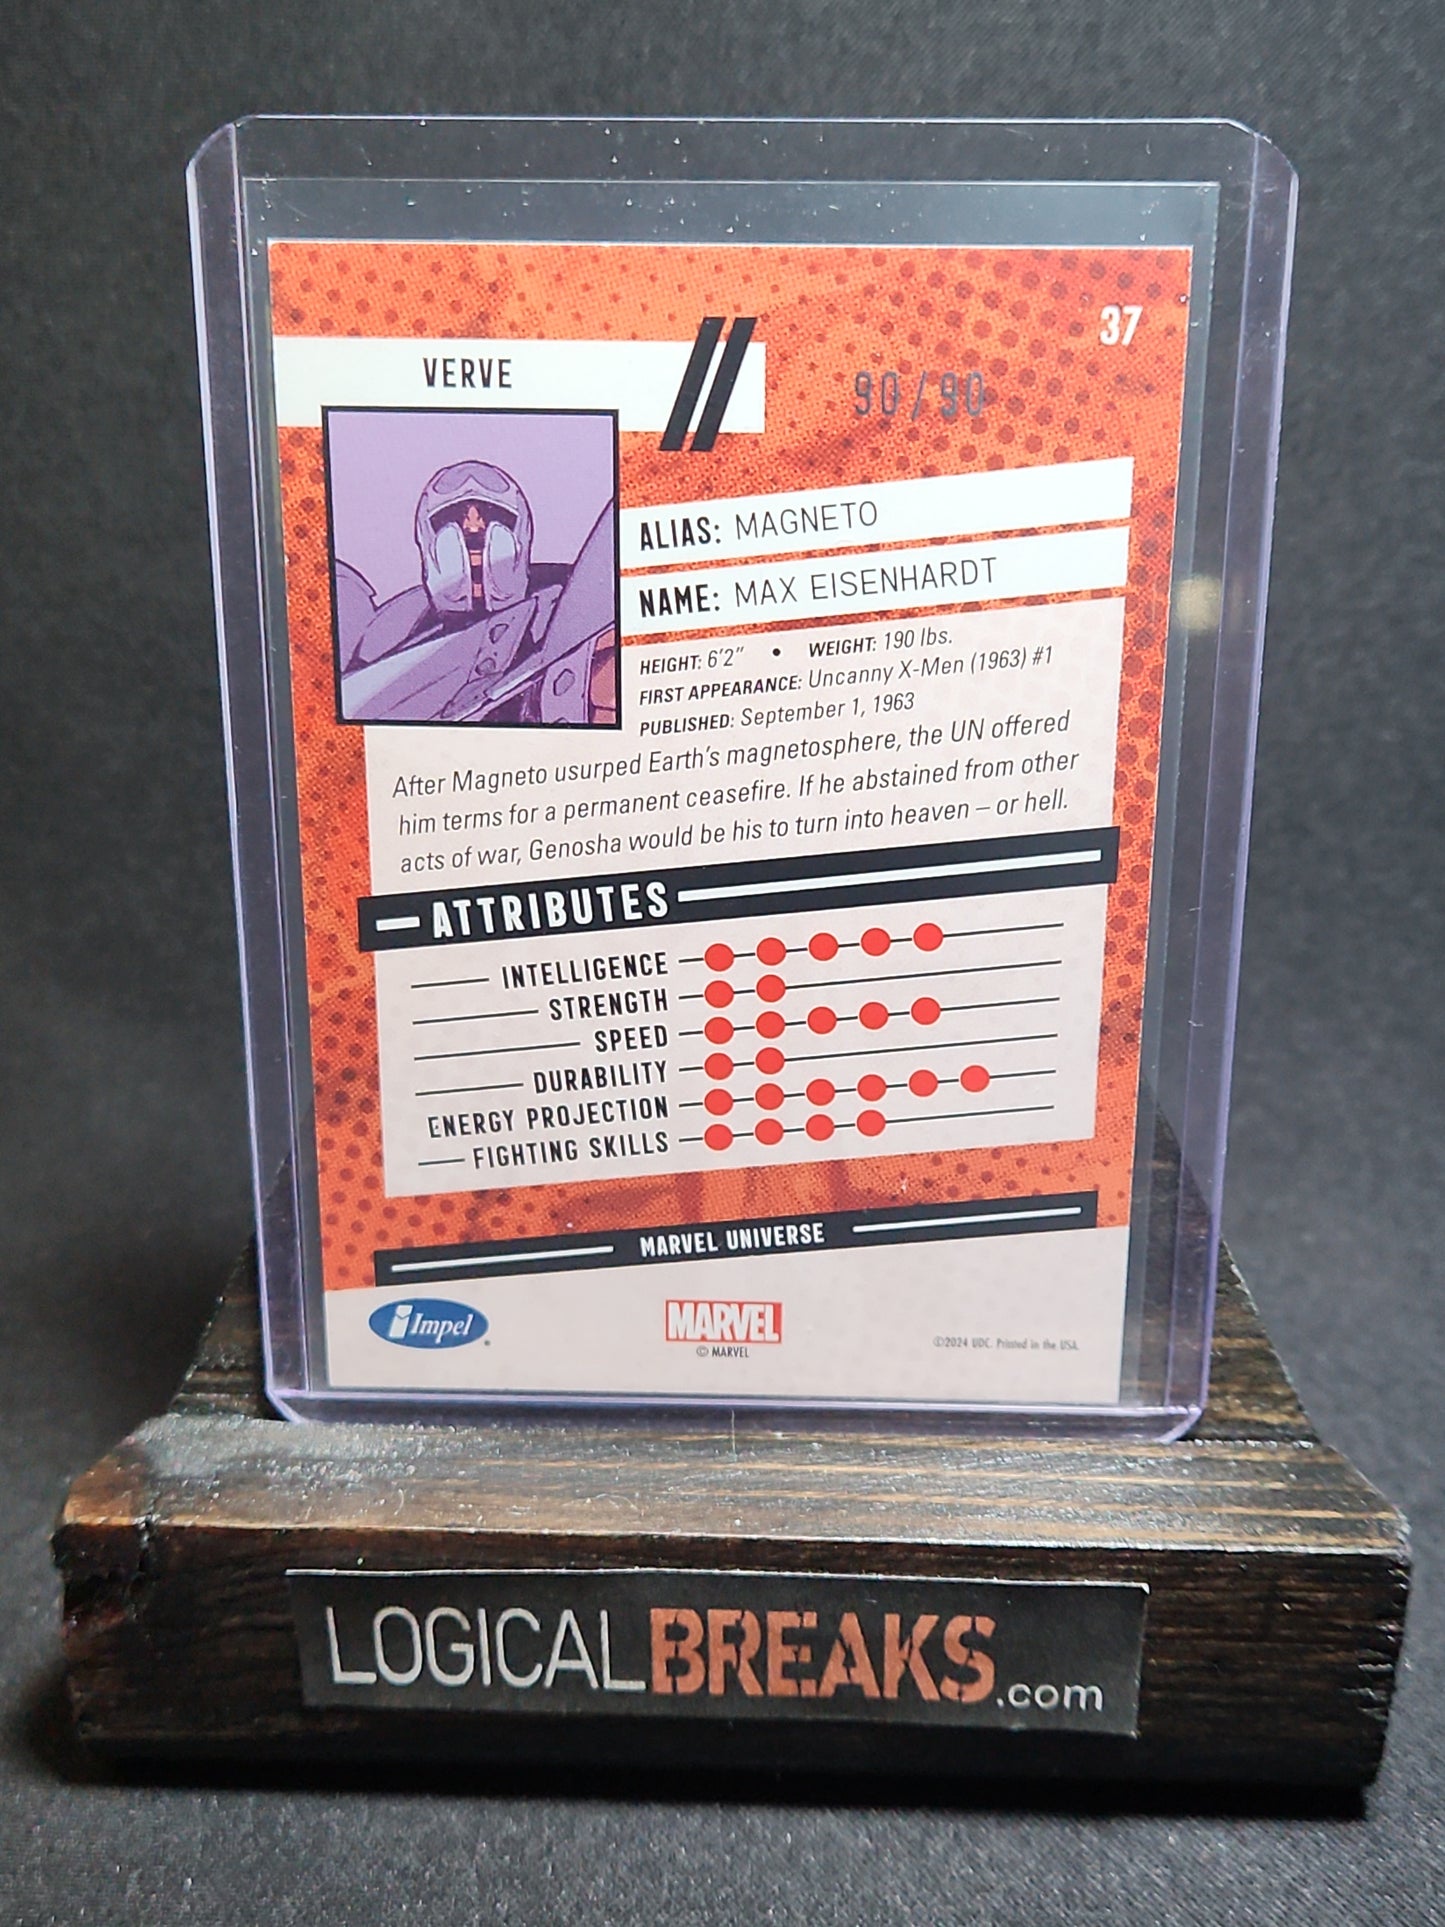 37
VERVE
90/90
ALIAS: MAGNETO
NAME: MAX EISENHARDT
HEIGHT: 6'2" • WEIGHT: 190 lbs.
FIRST APPEARANCE: Uncanny X-Men (1963) #1
PUBLISHED: September 1, 1963
After Magneto usurped Earth's magnetosphere, the UN offered
him terms for a permanent ceasefire. If he abstained from other
acts of war, Genosha would be his to turn into heaven – or hell.
ATTRIBUTES
INTELLIGENCE
STRENGTH
SPEED
DURABILITY
ENERGY PROJECTION
FIGHTING SKILLS
MARVEL UNIVERSE
Impel
MARVEL
© MARVEL
©2024 UDC. Printed in the USA.
LOGICALBREAKS.com